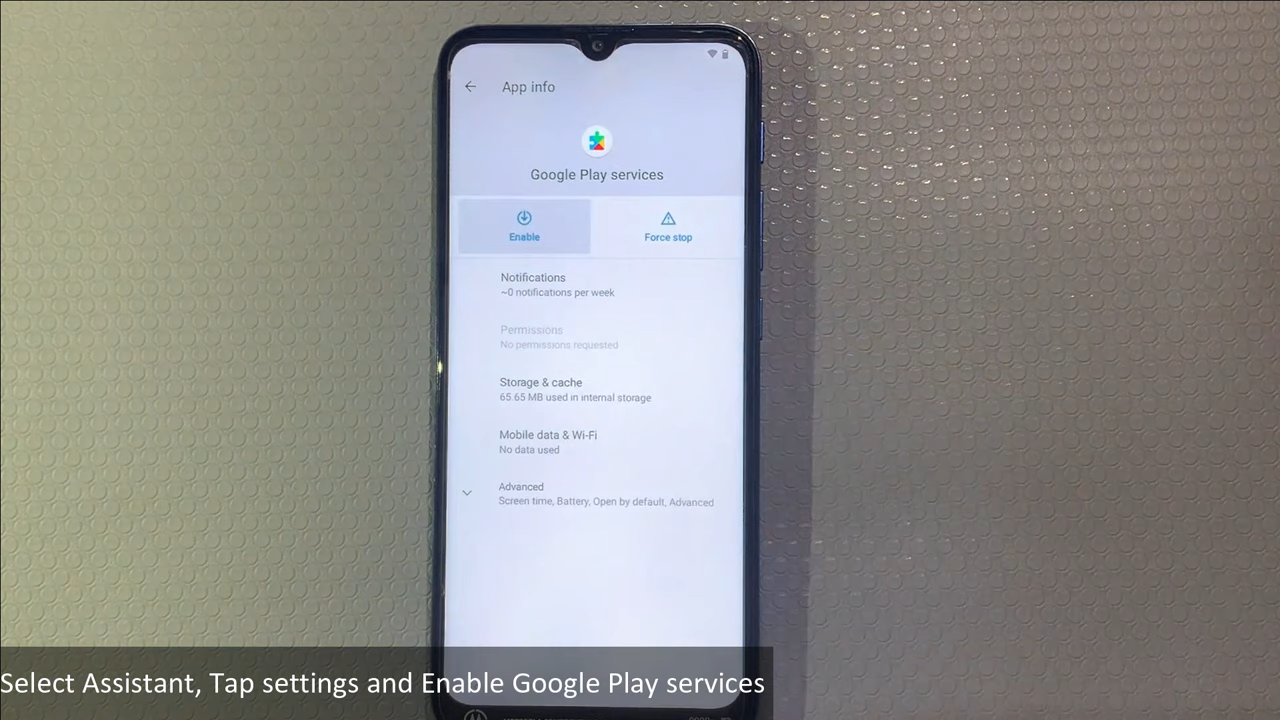 App info
Google Play services
Enable
Force stop
Notifications
~0 notifications per week
Permissions
No permissions requested
Storage & cache
65.65 MB used in internal storage
Mobile data & Wi-Fi
No data used
Advanced
Screen time, Battery, Open by default, Advanced
Select Assistant, Tap settings and Enable Google Play services